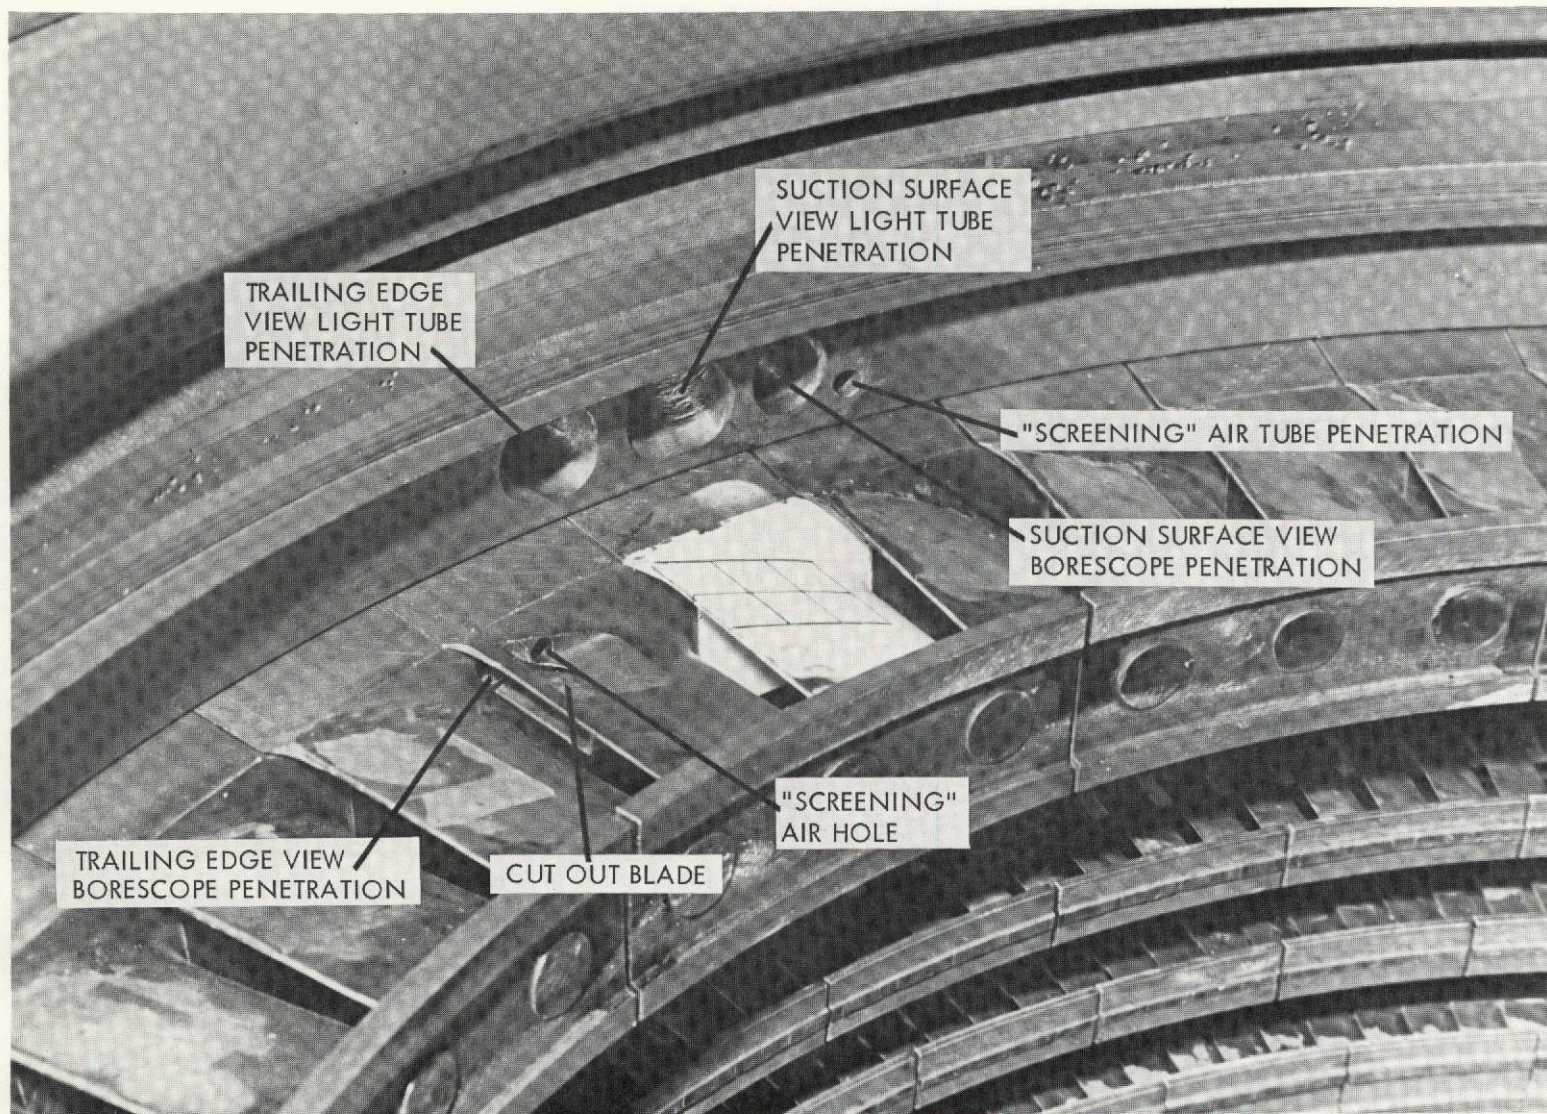 SUCTION SURFACE
VIEW LIGHT TUBE
PENETRATION
TRAILING EDGE
VIEW LIGHT TUBE
PENETRATION
"SCREENING" AIR TUBE PENETRATION
SUCTION SURFACE VIEW
BORESCOPE PENETRATION
"SCREENING"
AIR HOLE
TRAILING EDGE VIEW
BORESCOPE PENETRATION
CUT OUT BLADE